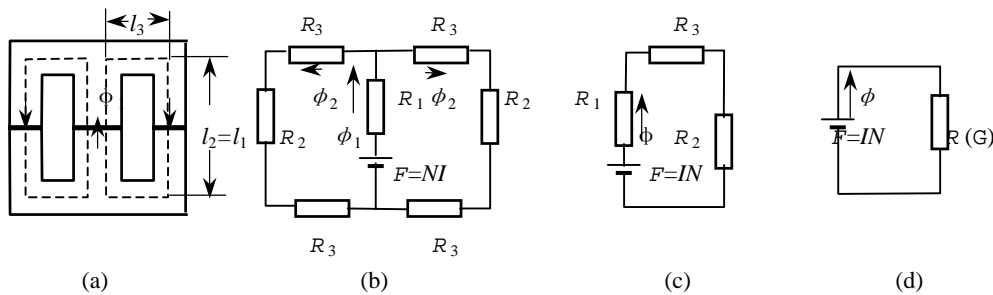 l3
ϕ
l2=l1
(a)
R3 R3
ϕ2 R1 ϕ2
R2 R2
ϕ1
F=NI
R3 R3
(b)
R3
R1
ϕ R2
F=IN
(c)
ϕ
F=IN R(G)
(d)